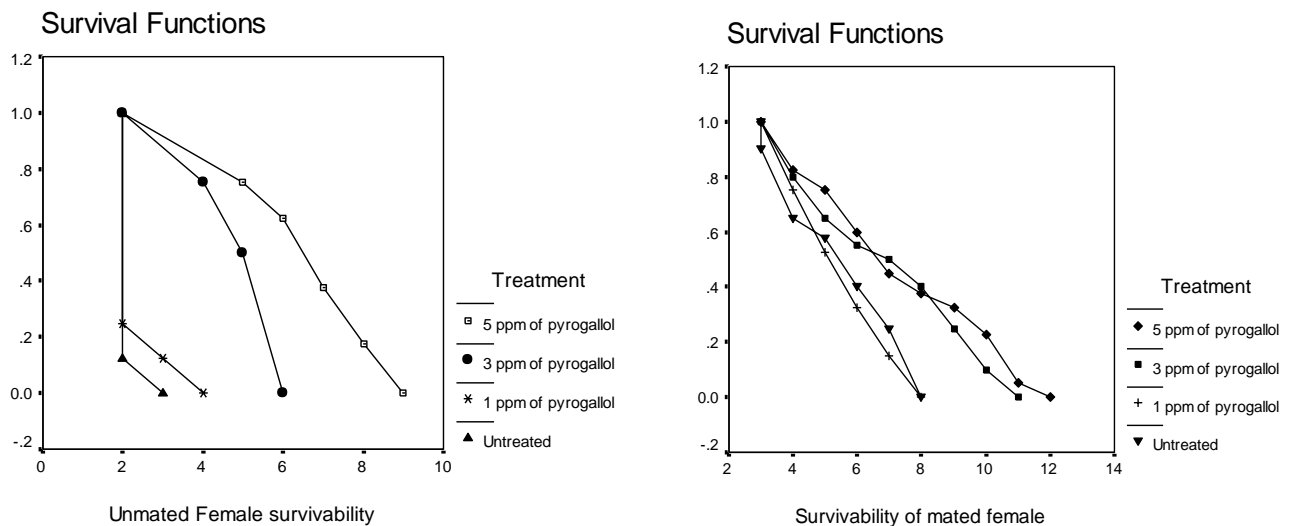 Survival Functions
1.2
1.0
.8
.6
.4
.2
0.0
-.2
0 2 4 6 8 10
Unmated Female survivability
Treatment
5 ppm of pyrogallol
3 ppm of pyrogallol
1 ppm of pyrogallol
Untreated
Survival Functions
1.2
1.0
.8
.6
.4
.2
0.0
-.2
2 4 6 8 10 12 14
Survivability of mated female
Treatment
5 ppm of pyrogallol
3 ppm of pyrogallol
1 ppm of pyrogallol
Untreated